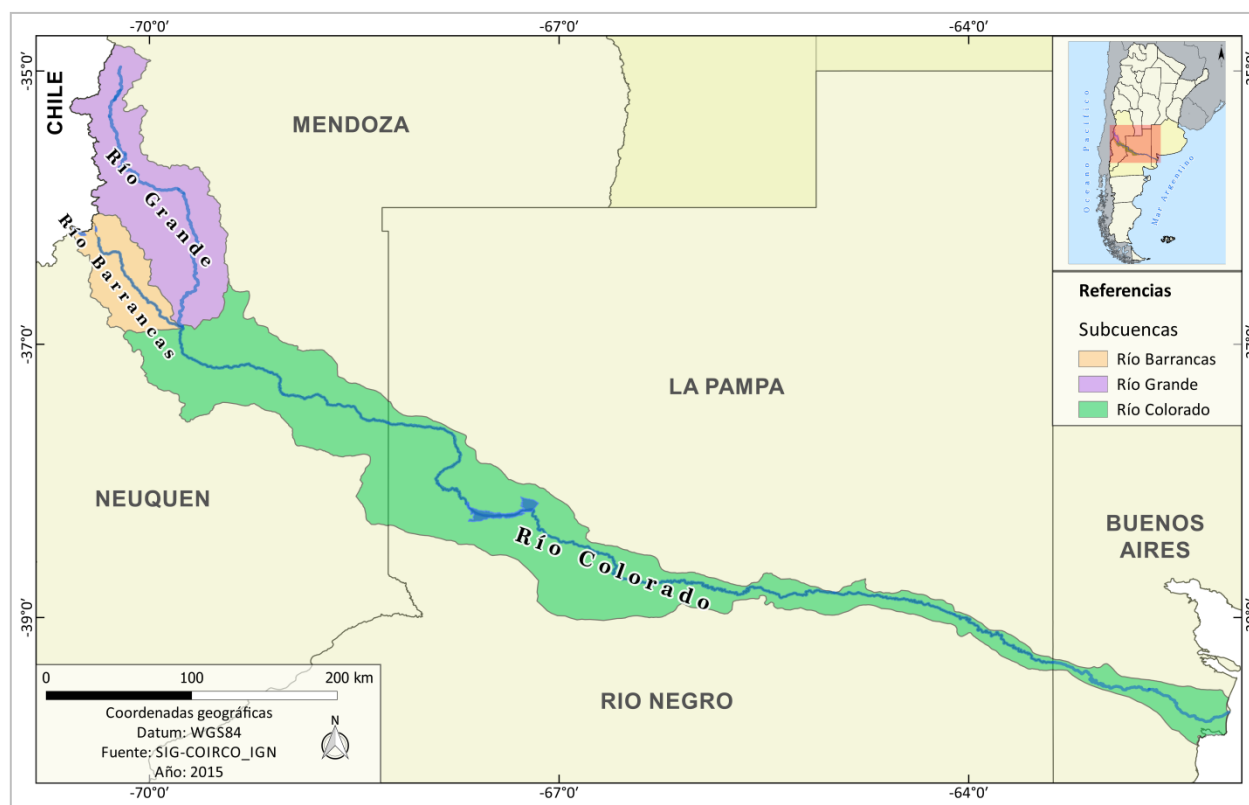 -70°0′
-67°0′
-64°0′
-35°0′
CHILE
MENDOZA
Río Grande
Río Barrancas
-37°0′
LA PAMPA
NEUQUEN
Río Colorado
BUENOS
AIRES
-39°0′
RIO NEGRO
Oceano Pacífico
Mar Argentino
Referencias
Subcuencas
Río Barrancas
Río Grande
Río Colorado
0 100 200 km
Coordenadas geográficas
Datum: WGS84
Fuente: SIG-COIRCO_IGN
Año: 2015
N
-70°0′
-67°0′
-64°0′